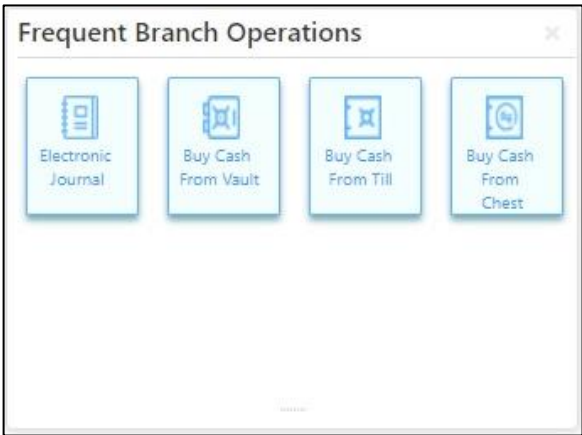 Frequent Branch Operations
Electronic
Journal
Buy Cash
From Vault
Buy Cash
From Till
Buy Cash
From
Chest